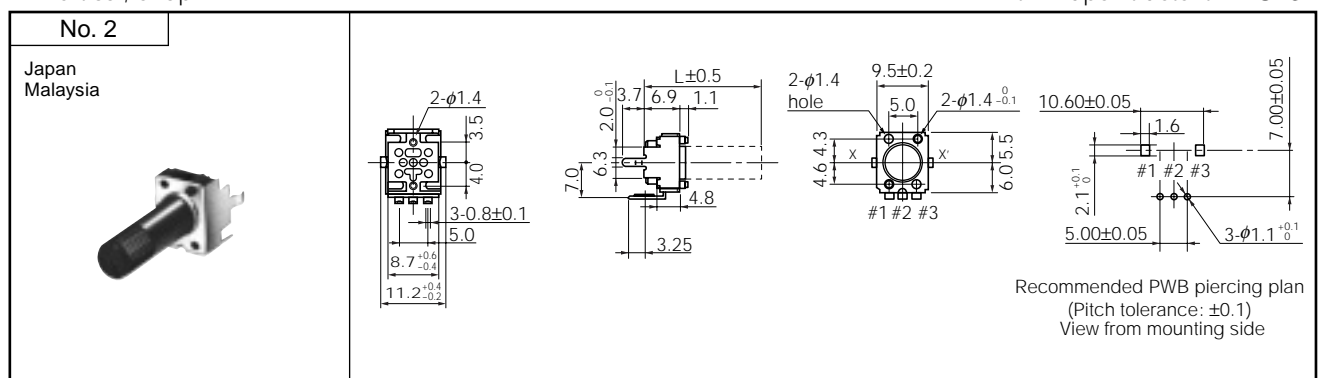 No. 2
Japan
Malaysia
2-ϕ1.4
3.5
4.0
3-0.8±0.1
5.0
8.7 +0.6 -0.4
11.2 +0.4 -0.2
L±0.5
3.7 6.9 1.1
2.0 0 -0.1
6.3
7.0
4.8
3.25
2-ϕ1.4
hole
9.5±0.2
5.0
2-ϕ1.4 0 -0.1
4.3
4.6
X X'
5.5
6.0
#1 #2 #3
10.60±0.05
7.00±0.05
1.6
#1 #2 #3
2.1 +0.1 0
5.00±0.05
3-ϕ1.1 +0.1 0
Recommended PWB piercing plan
(Pitch tolerance: ±0.1)
View from mounting side